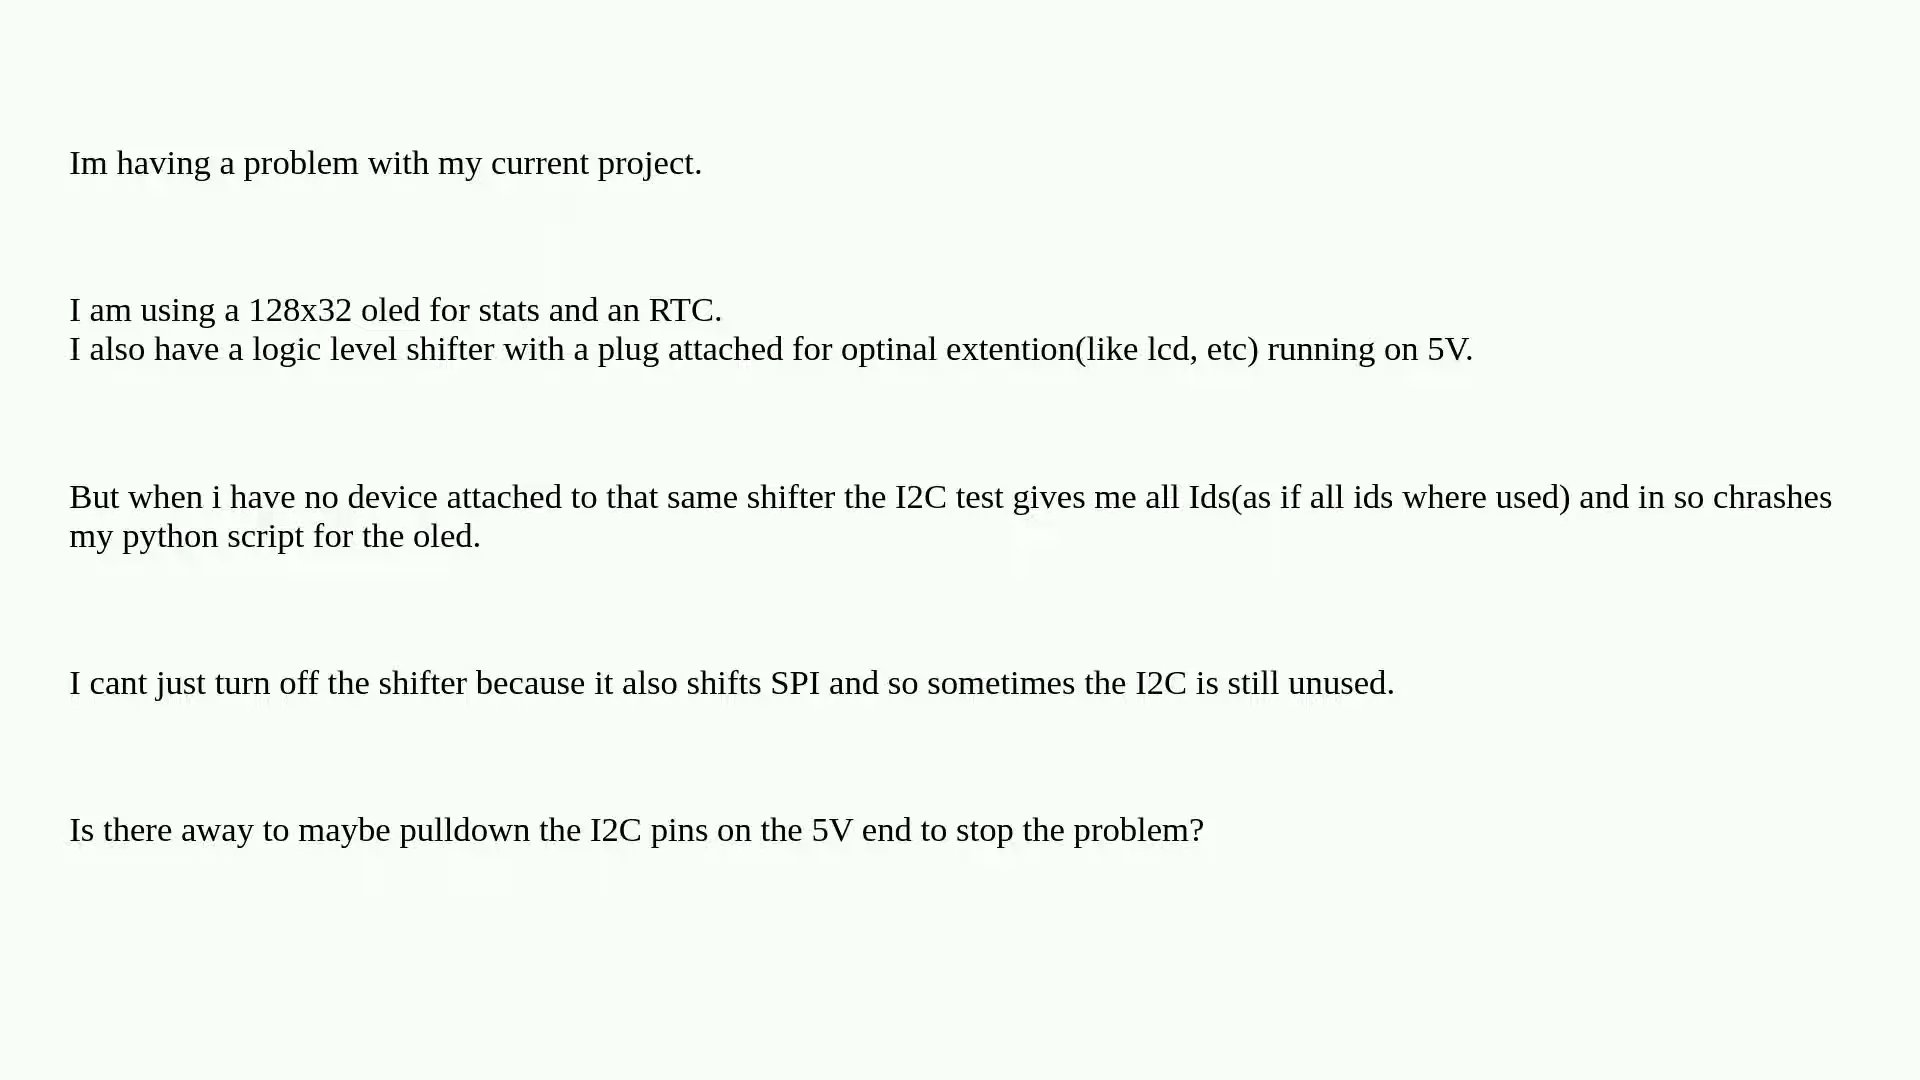 Im having a problem with my current project.
I am using a 128x32 oled for stats and an RTC.
I also have a logic level shifter with a plug attached for optinal extention(like lcd, etc) running on 5V.
But when i have no device attached to that same shifter the I2C test gives me all Ids(as if all ids where used) and in so chrashes
my python script for the oled.
I cant just turn off the shifter because it also shifts SPI and so sometimes the I2C is still unused.
Is there away to maybe pulldown the I2C pins on the 5V end to stop the problem?